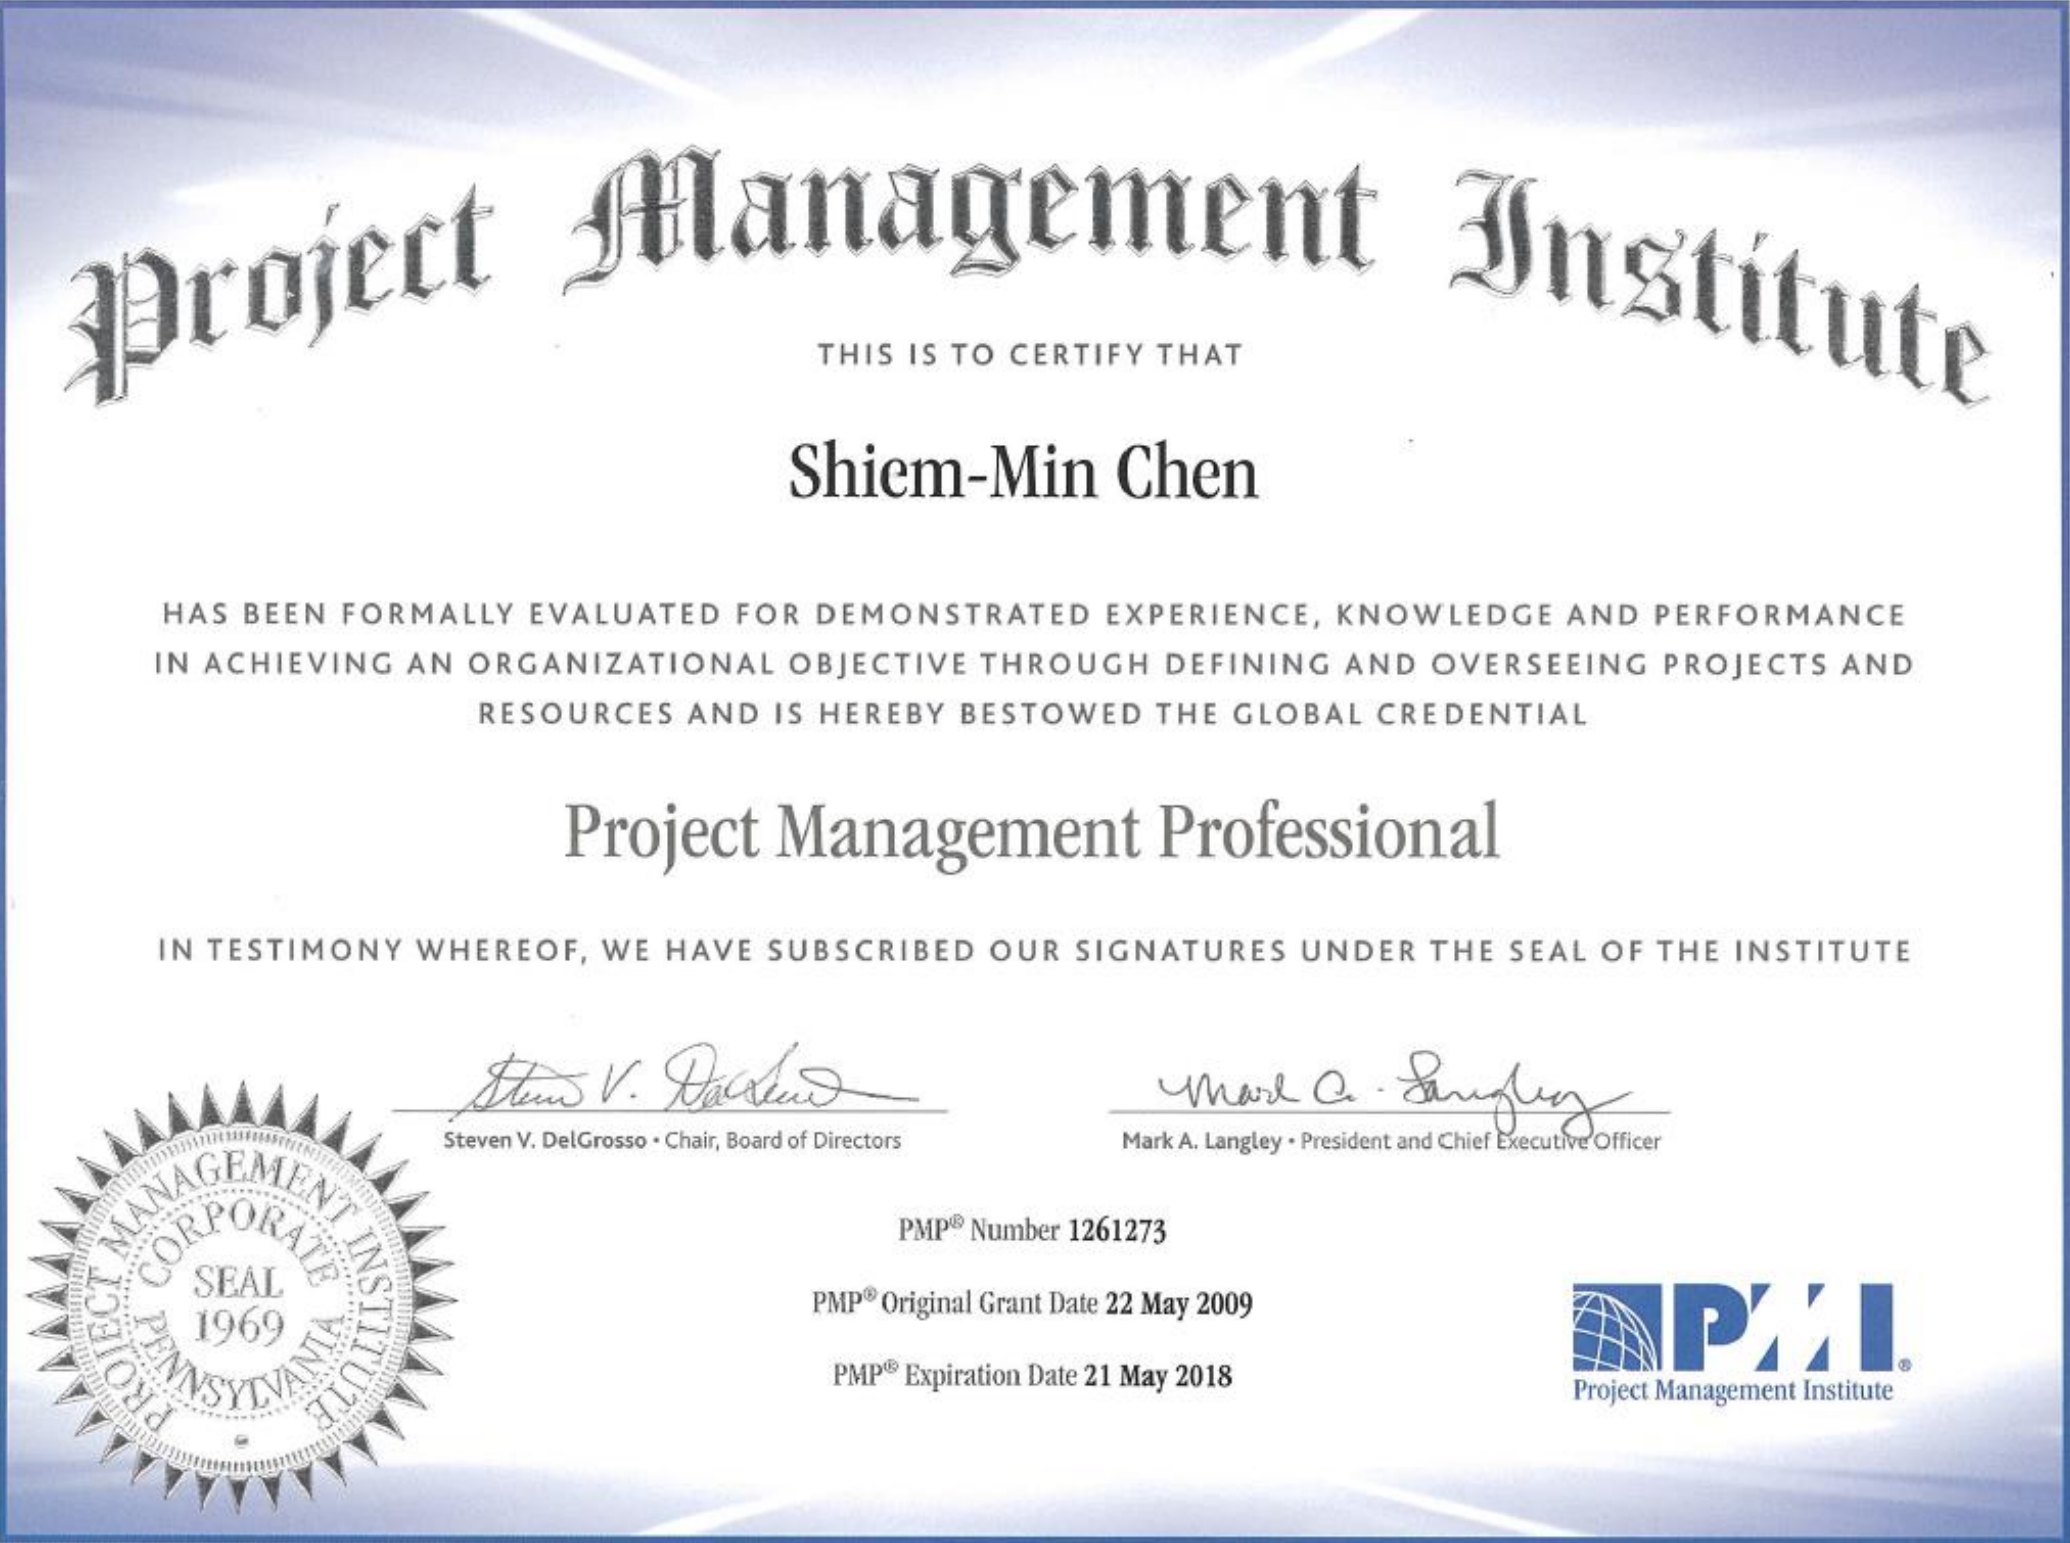 Project Management Institute
THIS IS TO CERTIFY THAT
Shiem-Min Chen
HAS BEEN FORMALLY EVALUATED FOR DEMONSTRATED EXPERIENCE, KNOWLEDGE AND PERFORMANCE
IN ACHIEVING AN ORGANIZATIONAL OBJECTIVE THROUGH DEFINING AND OVERSEEING PROJECTS AND
RESOURCES AND IS HEREBY BESTOWED THE GLOBAL CREDENTIAL
Project Management Professional
IN TESTIMONY WHEREOF, WE HAVE SUBSCRIBED OUR SIGNATURES UNDER THE SEAL OF THE INSTITUTE
Mark A. Langley
Steven V. DelGrosso • Chair, Board of Directors
Mark A. Langley • President and Chief Executive Officer
PROJECT MANAGEMENT INSTITUTE
CORPORATE
SEAL
1969
PENNSYLVANIA
PMP® Number 1261273
PMP® Original Grant Date 22 May 2009
PMP® Expiration Date 21 May 2018
PMI®
Project Management Institute